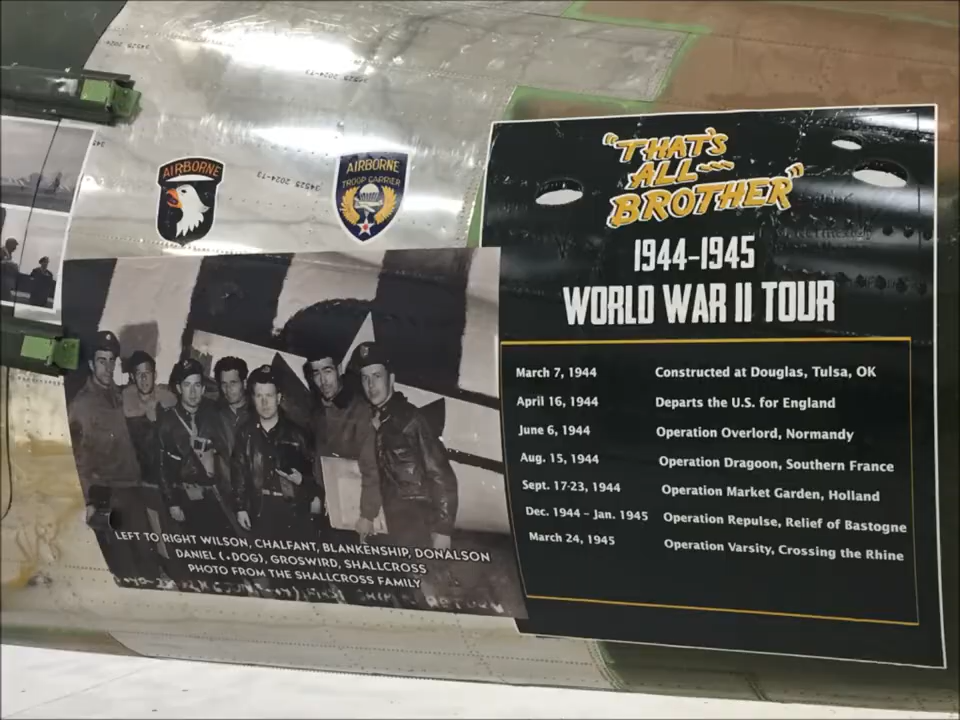 AIRBORNE
AIRBORNE
TROOP CARRIER
"THAT'S
ALL
BROTHER"
1944-1945
WORLD WAR II TOUR
March 7, 1944 Constructed at Douglas, Tulsa, OK
April 16, 1944 Departs the U.S. for England
June 6, 1944 Operation Overlord, Normandy
Aug. 15, 1944 Operation Dragoon, Southern France
Sept. 17-23, 1944 Operation Market Garden, Holland
Dec. 1944 – Jan. 1945 Operation Repulse, Relief of Bastogne
March 24, 1945 Operation Varsity, Crossing the Rhine
LEFT TO RIGHT WILSON, CHALFANT, BLANKENSHIP, DONALSON
DANIEL (+DOG), GROSWIRD, SHALLCROSS
PHOTO FROM THE SHALLCROSS FAMILY
34525 2024-T3